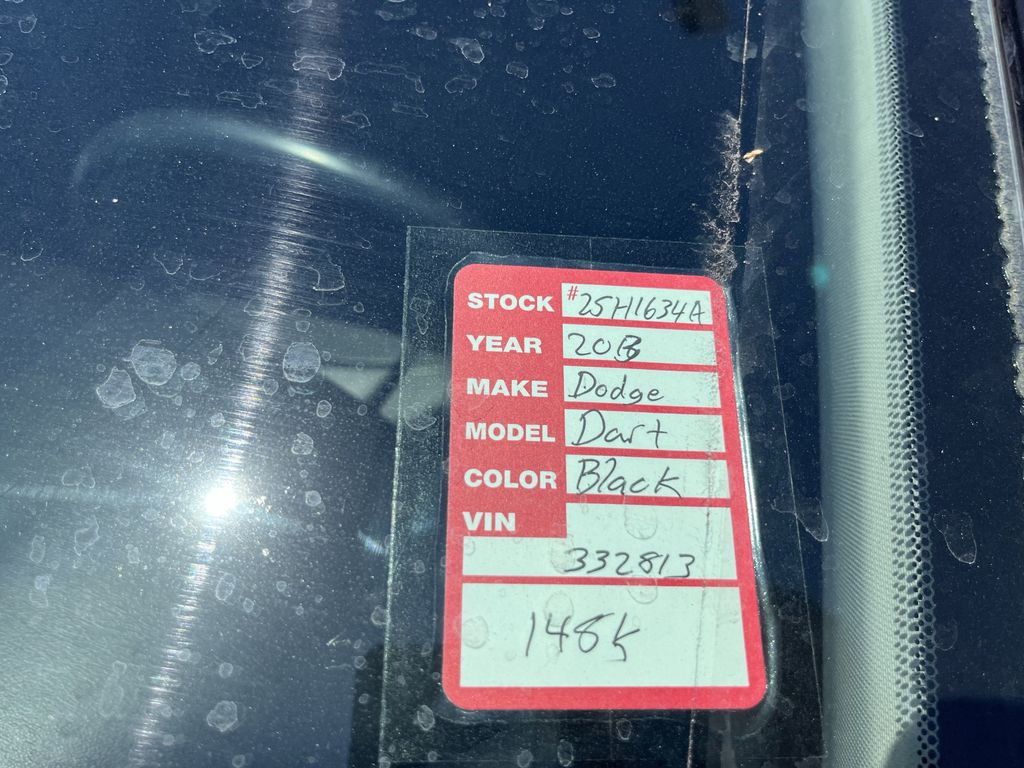 STOCK #25H1634A
YEAR 2013
MAKE Dodge
MODEL Dart
COLOR Black
VIN
332813
148k